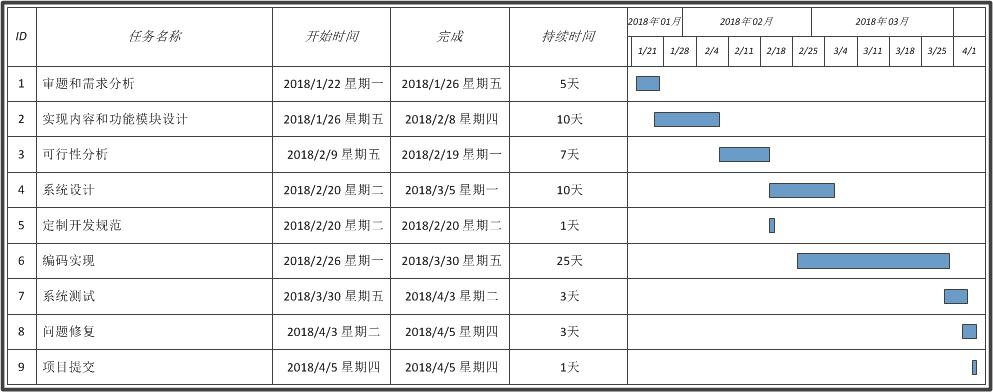 ID 任务名称 开始时间 完成 持续时间 2018年01月 2018年02月 2018年03月
1/21 1/28 2/4 2/11 2/18 2/25 3/4 3/11 3/18 3/25 4/1
1 审题和需求分析 2018/1/22 星期一 2018/1/26 星期五 5天
2 实现内容和功能模块设计 2018/1/26 星期五 2018/2/8 星期四 10天
3 可行性分析 2018/2/9 星期五 2018/2/19 星期一 7天
4 系统设计 2018/2/20 星期二 2018/3/5 星期一 10天
5 定制开发规范 2018/2/20 星期二 2018/2/20 星期二 1天
6 编码实现 2018/2/26 星期一 2018/3/30 星期五 25天
7 系统测试 2018/3/30 星期五 2018/4/3 星期二 3天
8 问题修复 2018/4/3 星期二 2018/4/5 星期四 3天
9 项目提交 2018/4/5 星期四 2018/4/5 星期四 1天